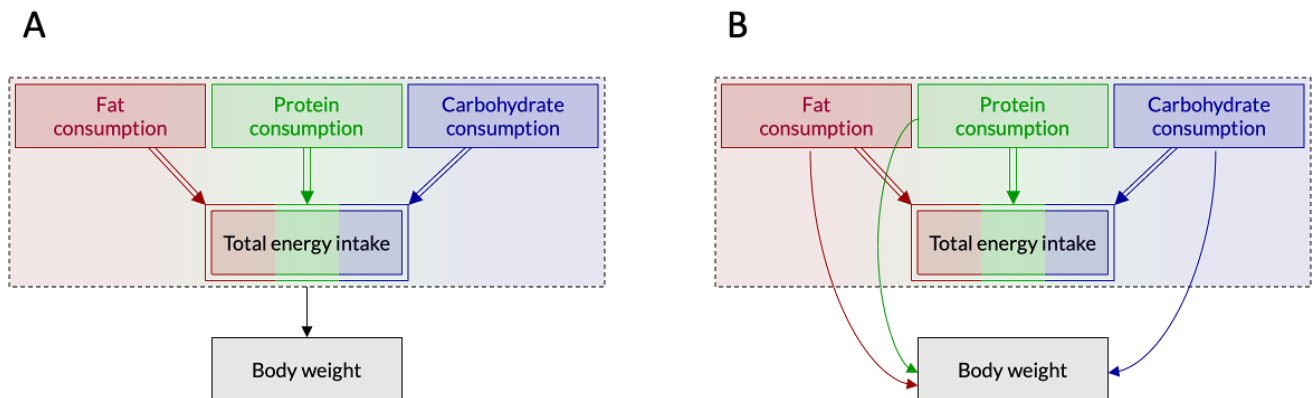 A
Fat
consumption
Protein
consumption
Carbohydrate
consumption
Total energy intake
Body weight
B
Fat
consumption
Protein
consumption
Carbohydrate
consumption
Total energy intake
Body weight